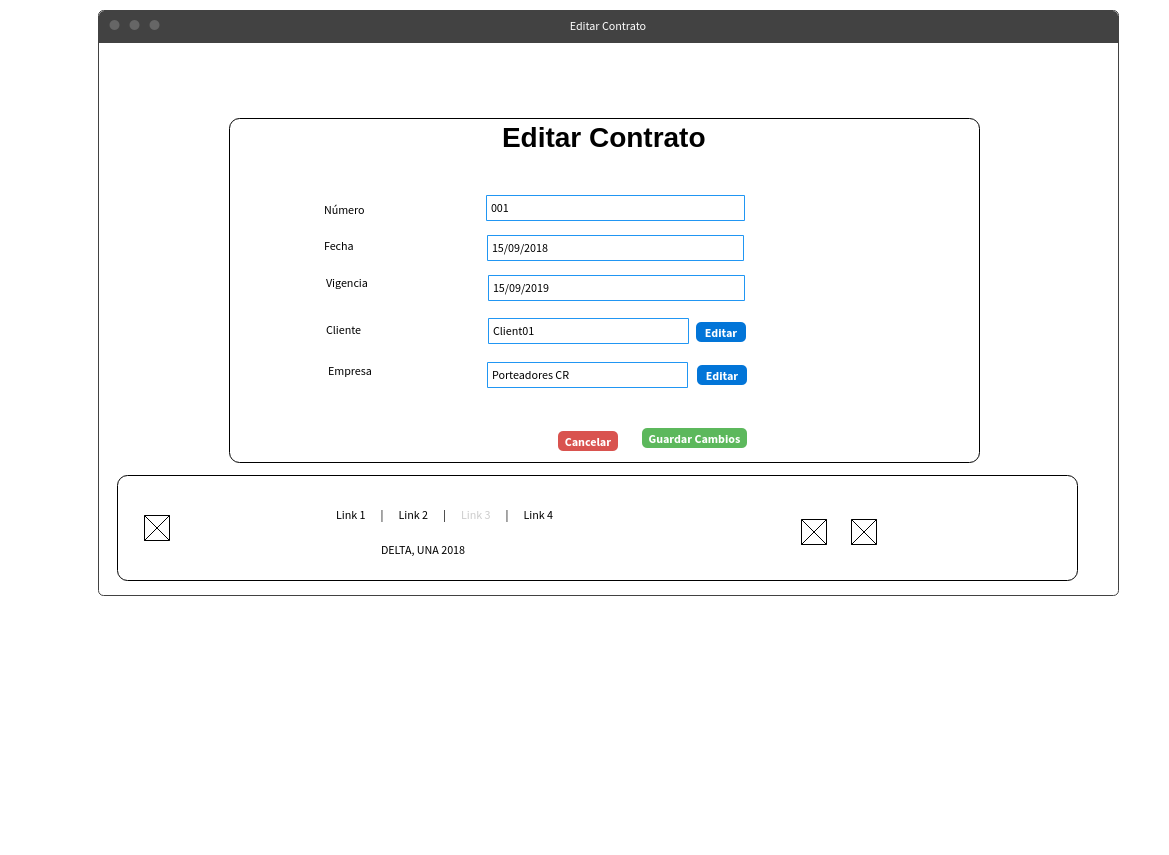 Editar Contrato
Editar Contrato
Número 001
Fecha 15/09/2018
Vigencia 15/09/2019
Cliente Client01 Editar
Empresa Porteadores CR Editar
Cancelar Guardar Cambios
Link 1 | Link 2 | Link 3 | Link 4
DELTA, UNA 2018